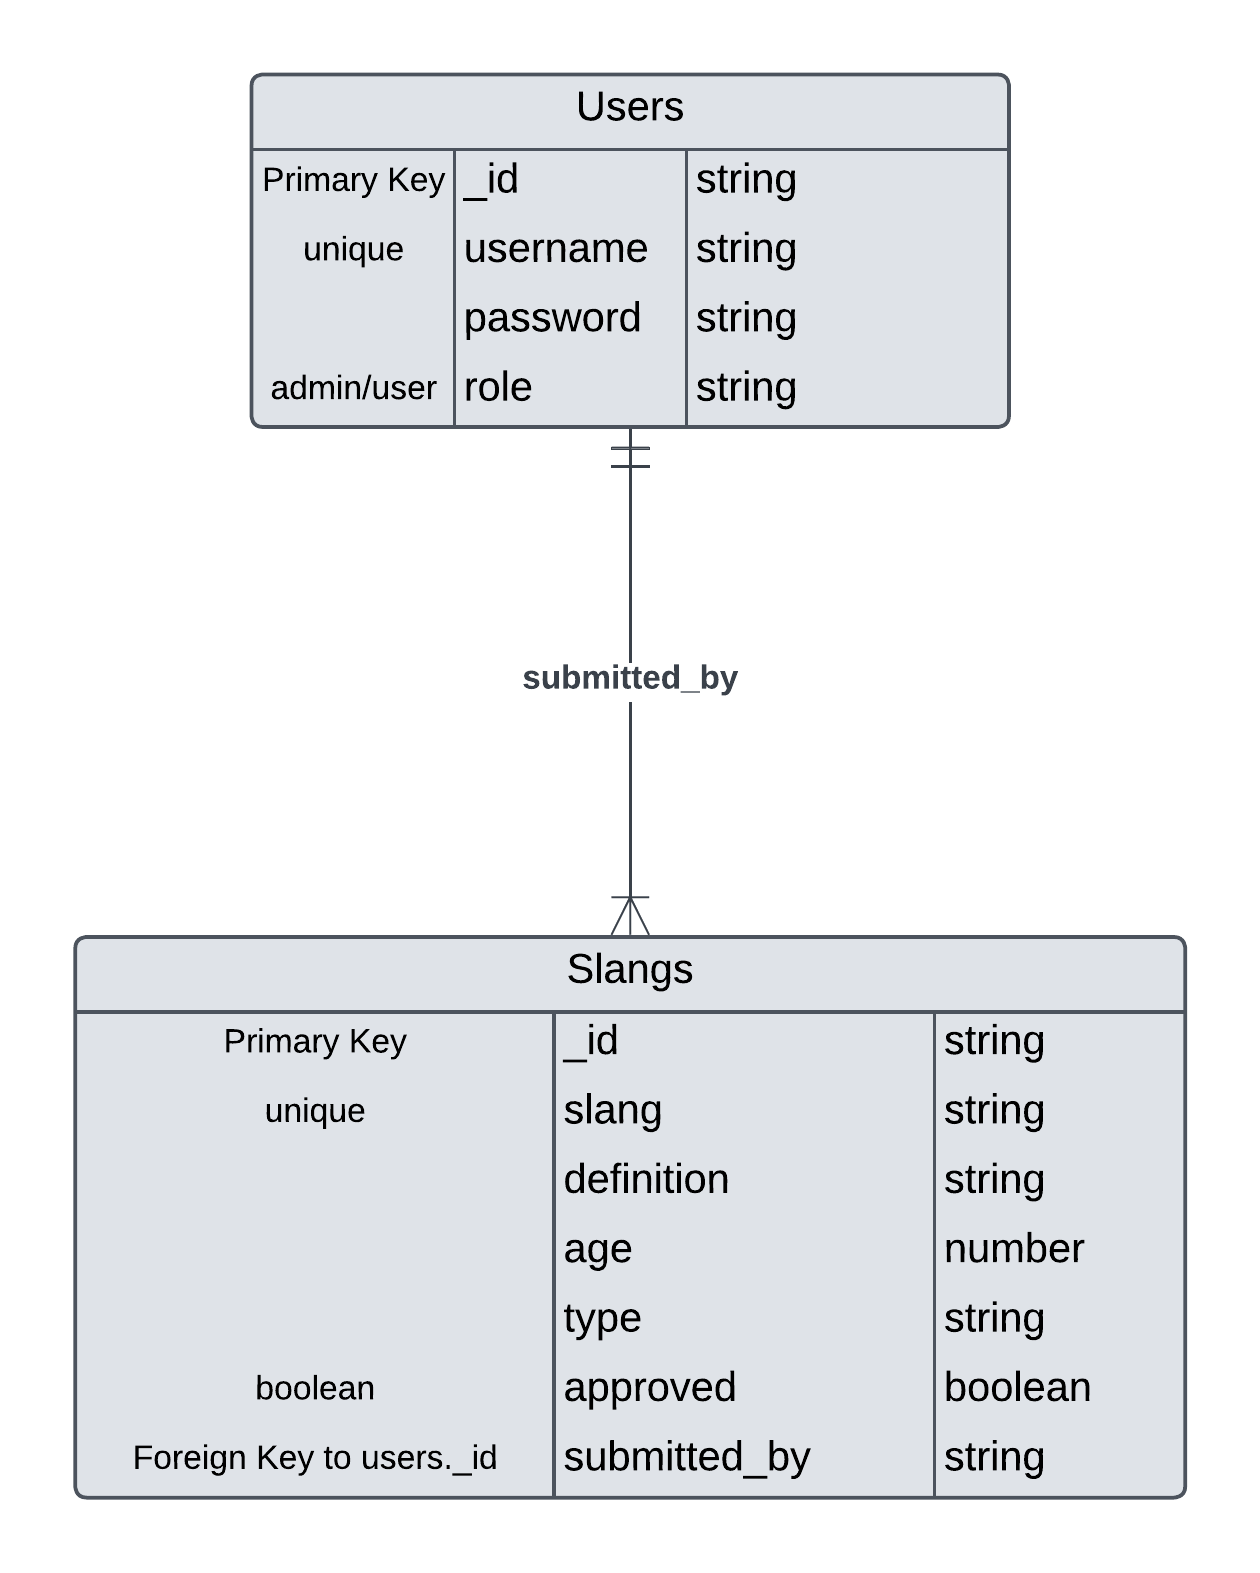 Users
Primary Key _id string
unique username string
password string
admin/user role string
submitted_by
Slangs
Primary Key _id string
unique slang string
definition string
age number
type string
boolean approved boolean
Foreign Key to users._id submitted_by string